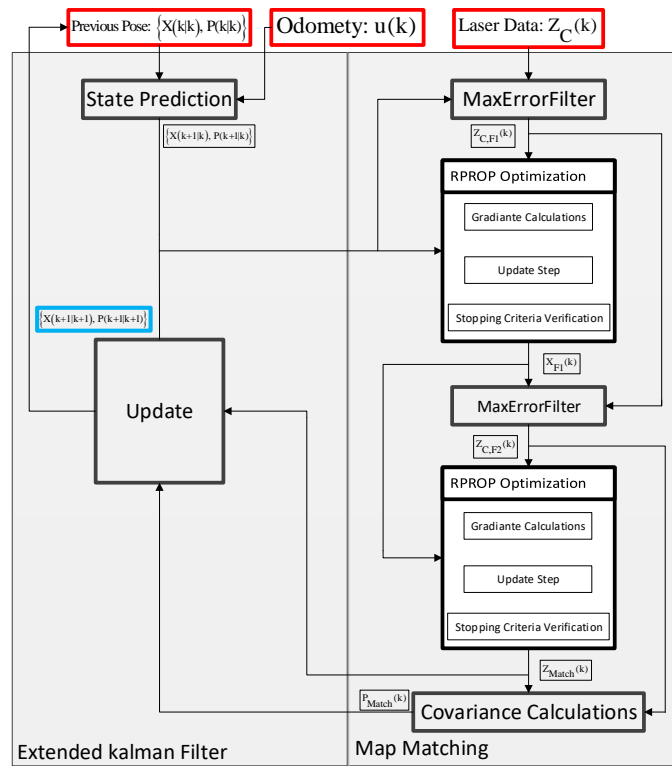 Previous Pose: {X(k|k), P(k|k)}
Odomety: u(k)
Laser Data: Z_C(k)
State Prediction
MaxErrorFilter
{X(k+1|k), P(k+1|k)}
Z_C,F1(k)
RPROP Optimization
Gradiante Calculations
Update Step
Stopping Criteria Verification
{X(k+1|k+1), P(k+1|k+1)}
X_F1(k)
Update
MaxErrorFilter
Z_C,F2(k)
RPROP Optimization
Gradiante Calculations
Update Step
Stopping Criteria Verification
Z_Match(k)
P_Match(k)
Covariance Calculations
Extended kalman Filter
Map Matching